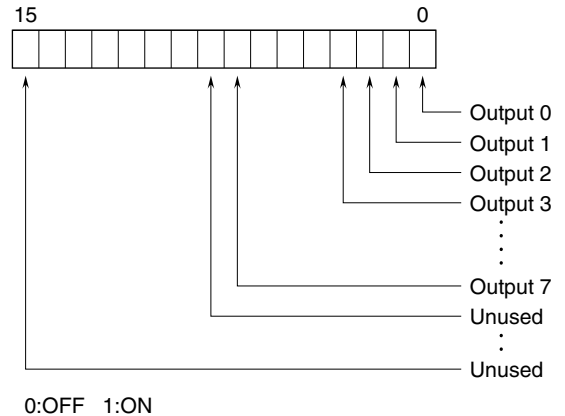 15 0
Output 0
Output 1
Output 2
Output 3
Output 7
Unused
Unused
0:OFF 1:ON